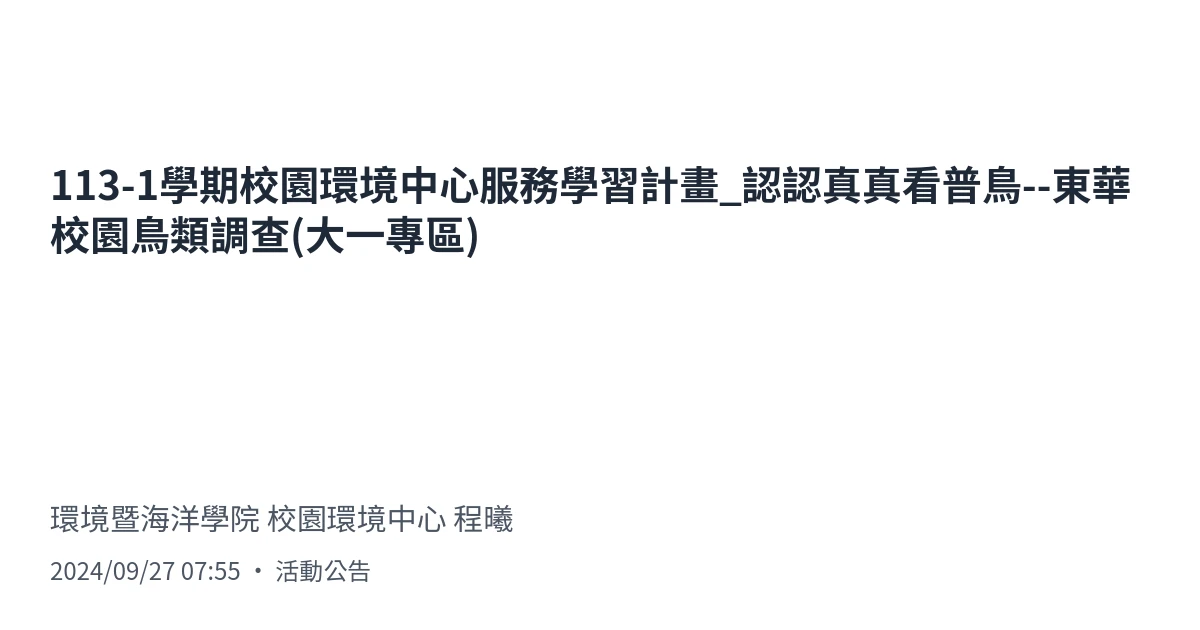 113-1學期校園環境中心服務學習計畫_認認真真看普鳥--東華
校園鳥類調查(大一專區)
環境暨海洋學院 校園環境中心 程曦
2024/09/27 07:55 • 活動公告